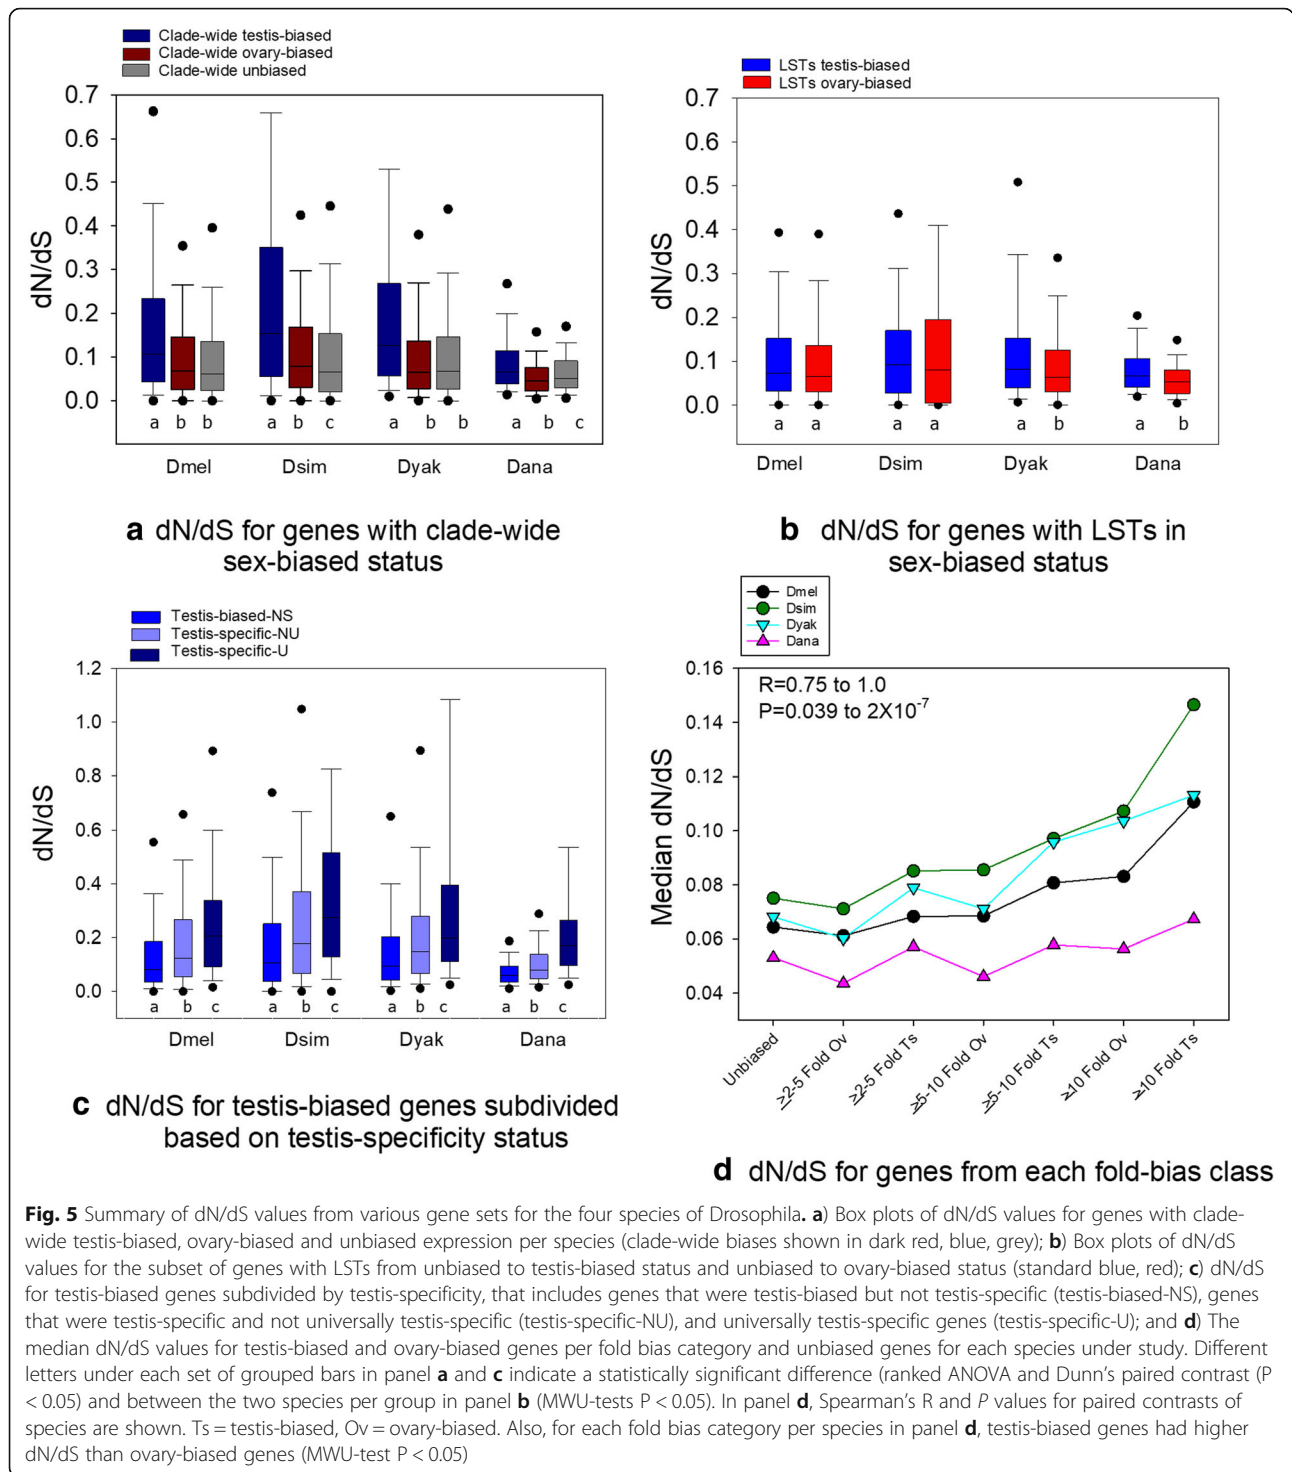 Clade-wide testis-biased
Clade-wide ovary-biased
Clade-wide unbiased
0.7
0.6
0.5
0.4
0.3
0.2
0.1
0.0
dN/dS
a b b
a b c
a b b
a b c
Dmel Dsim Dyak Dana
a dN/dS for genes with clade-wide
sex-biased status
LSTs testis-biased
LSTs ovary-biased
0.7
0.6
0.5
0.4
0.3
0.2
0.1
0.0
dN/dS
a a
a a
a b
a b
Dmel Dsim Dyak Dana
b dN/dS for genes with LSTs in
sex-biased status
Testis-biased-NS
Testis-specific-NU
Testis-specific-U
1.2
1.0
0.8
0.6
0.4
0.2
0.0
dN/dS
a b c
a b c
a b c
a b c
Dmel Dsim Dyak Dana
c dN/dS for testis-biased genes subdivided
based on testis-specificity status
Dmel
Dsim
Dyak
Dana
0.16
0.14
0.12
0.10
0.08
0.06
0.04
Median dN/dS
R=0.75 to 1.0
P=0.039 to 2X10⁻⁷
Unbiased
≥2-5 Fold Ov
≥2-5 Fold Ts
≥5-10 Fold Ov
≥5-10 Fold Ts
≥10 Fold Ov
≥10 Fold Ts
d dN/dS for genes from each fold-bias class
Fig. 5 Summary of dN/dS values from various gene sets for the four species of Drosophila. a) Box plots of dN/dS values for genes with clade-
wide testis-biased, ovary-biased and unbiased expression per species (clade-wide biases shown in dark red, blue, grey); b) Box plots of dN/dS
values for the subset of genes with LSTs from unbiased to testis-biased status and unbiased to ovary-biased status (standard blue, red); c) dN/dS
for testis-biased genes subdivided by testis-specificity, that includes genes that were testis-biased but not testis-specific (testis-biased-NS), genes
that were testis-specific and not universally testis-specific (testis-specific-NU), and universally testis-specific genes (testis-specific-U); and d) The
median dN/dS values for testis-biased and ovary-biased genes per fold bias category and unbiased genes for each species under study. Different
letters under each set of grouped bars in panel a and c indicate a statistically significant difference (ranked ANOVA and Dunn's paired contrast (P
< 0.05) and between the two species per group in panel b (MWU-tests P < 0.05). In panel d, Spearman's R and P values for paired contrasts of
species are shown. Ts = testis-biased, Ov = ovary-biased. Also, for each fold bias category per species in panel d, testis-biased genes had higher
dN/dS than ovary-biased genes (MWU-test P < 0.05)